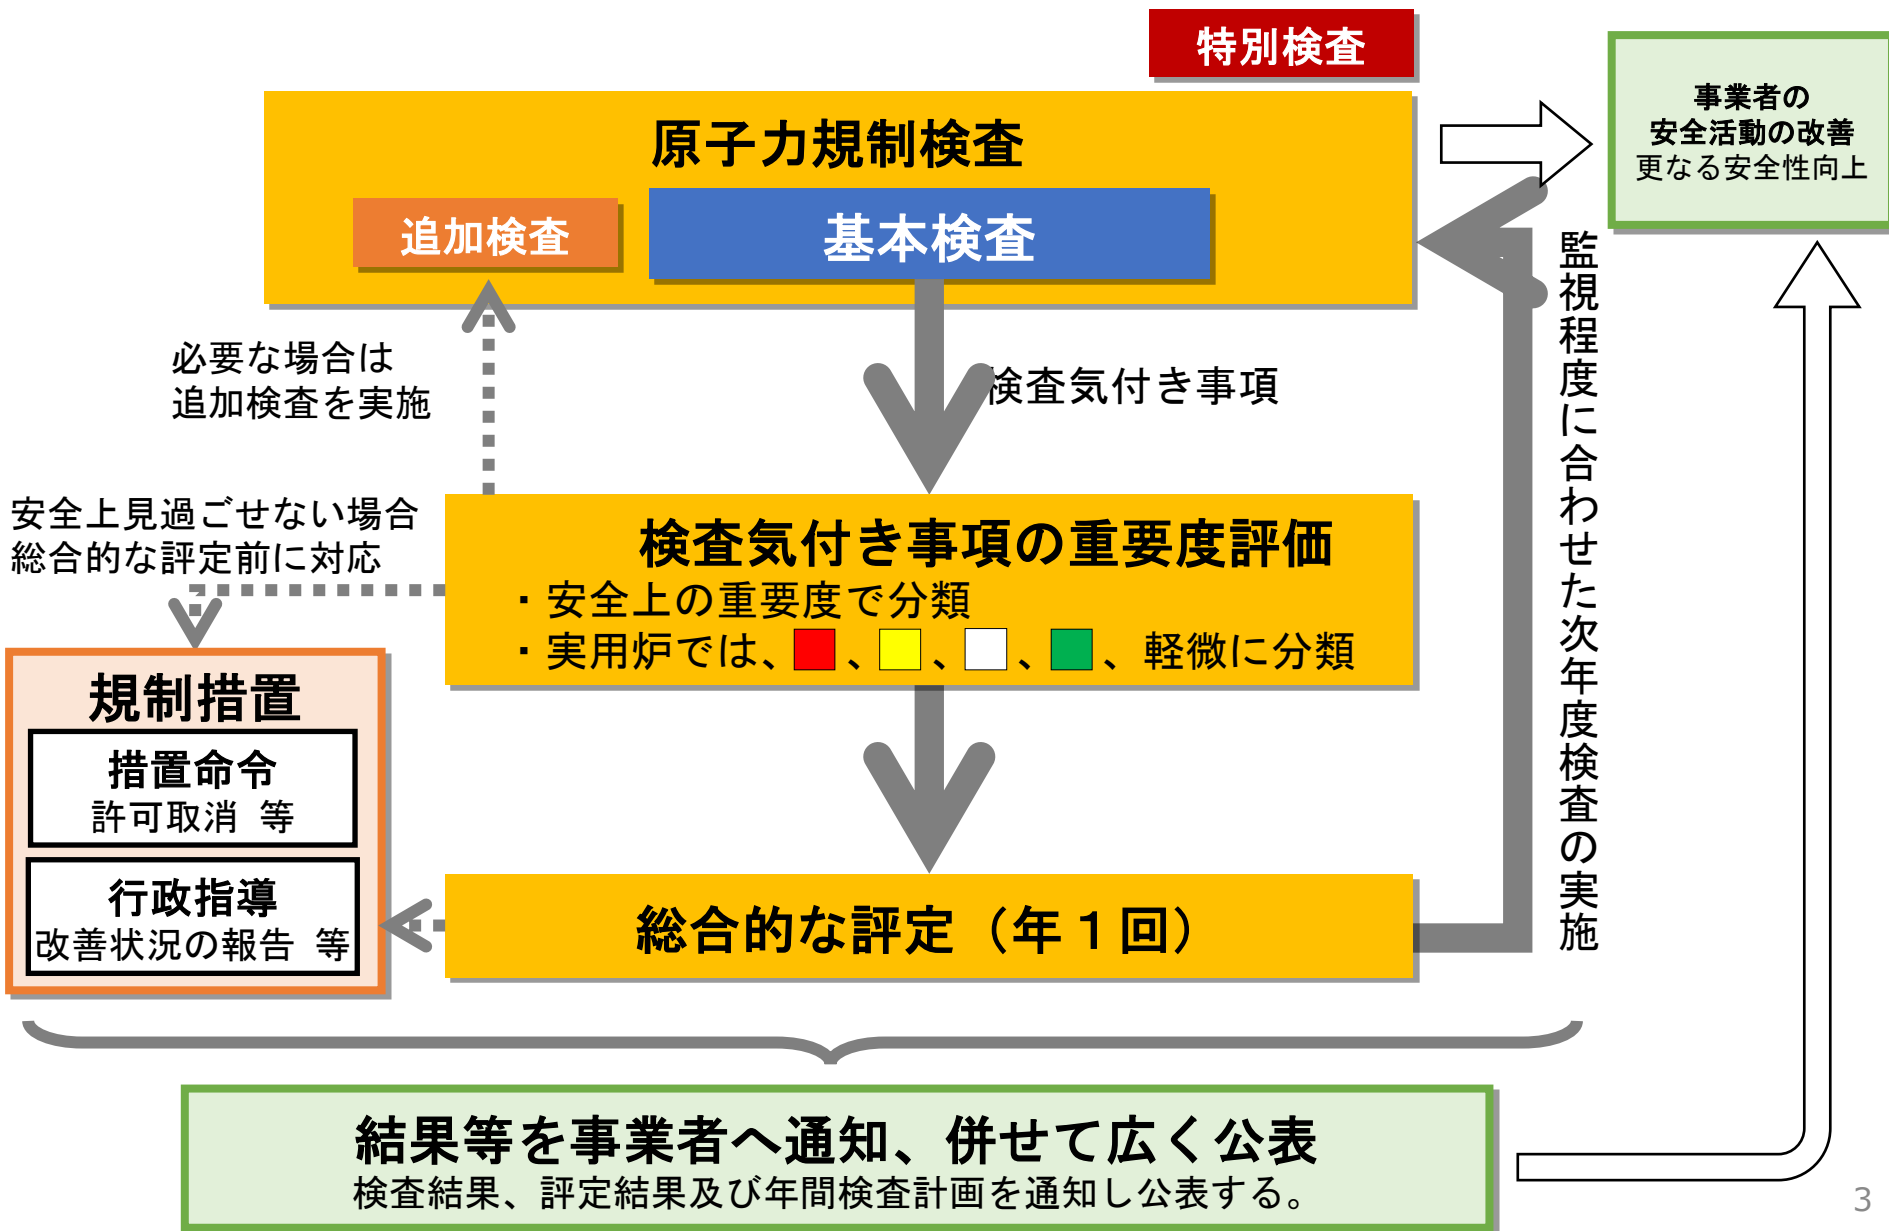 特別検査
原子力規制検査
追加検査
基本検査
事業者の
安全活動の改善
更なる安全性向上
必要な場合は
追加検査を実施
検査気付き事項
監視程度に合わせた次年度検査の実施
安全上見過ごせない場合
総合的な評定前に対応
検査気付き事項の重要度評価
・安全上の重要度で分類
・実用炉では、、、、、軽微に分類
規制措置
措置命令
許可取消 等
行政指導
改善状況の報告 等
総合的な評定（年１回）
結果等を事業者へ通知、併せて広く公表
検査結果、評定結果及び年間検査計画を通知し公表する。
3